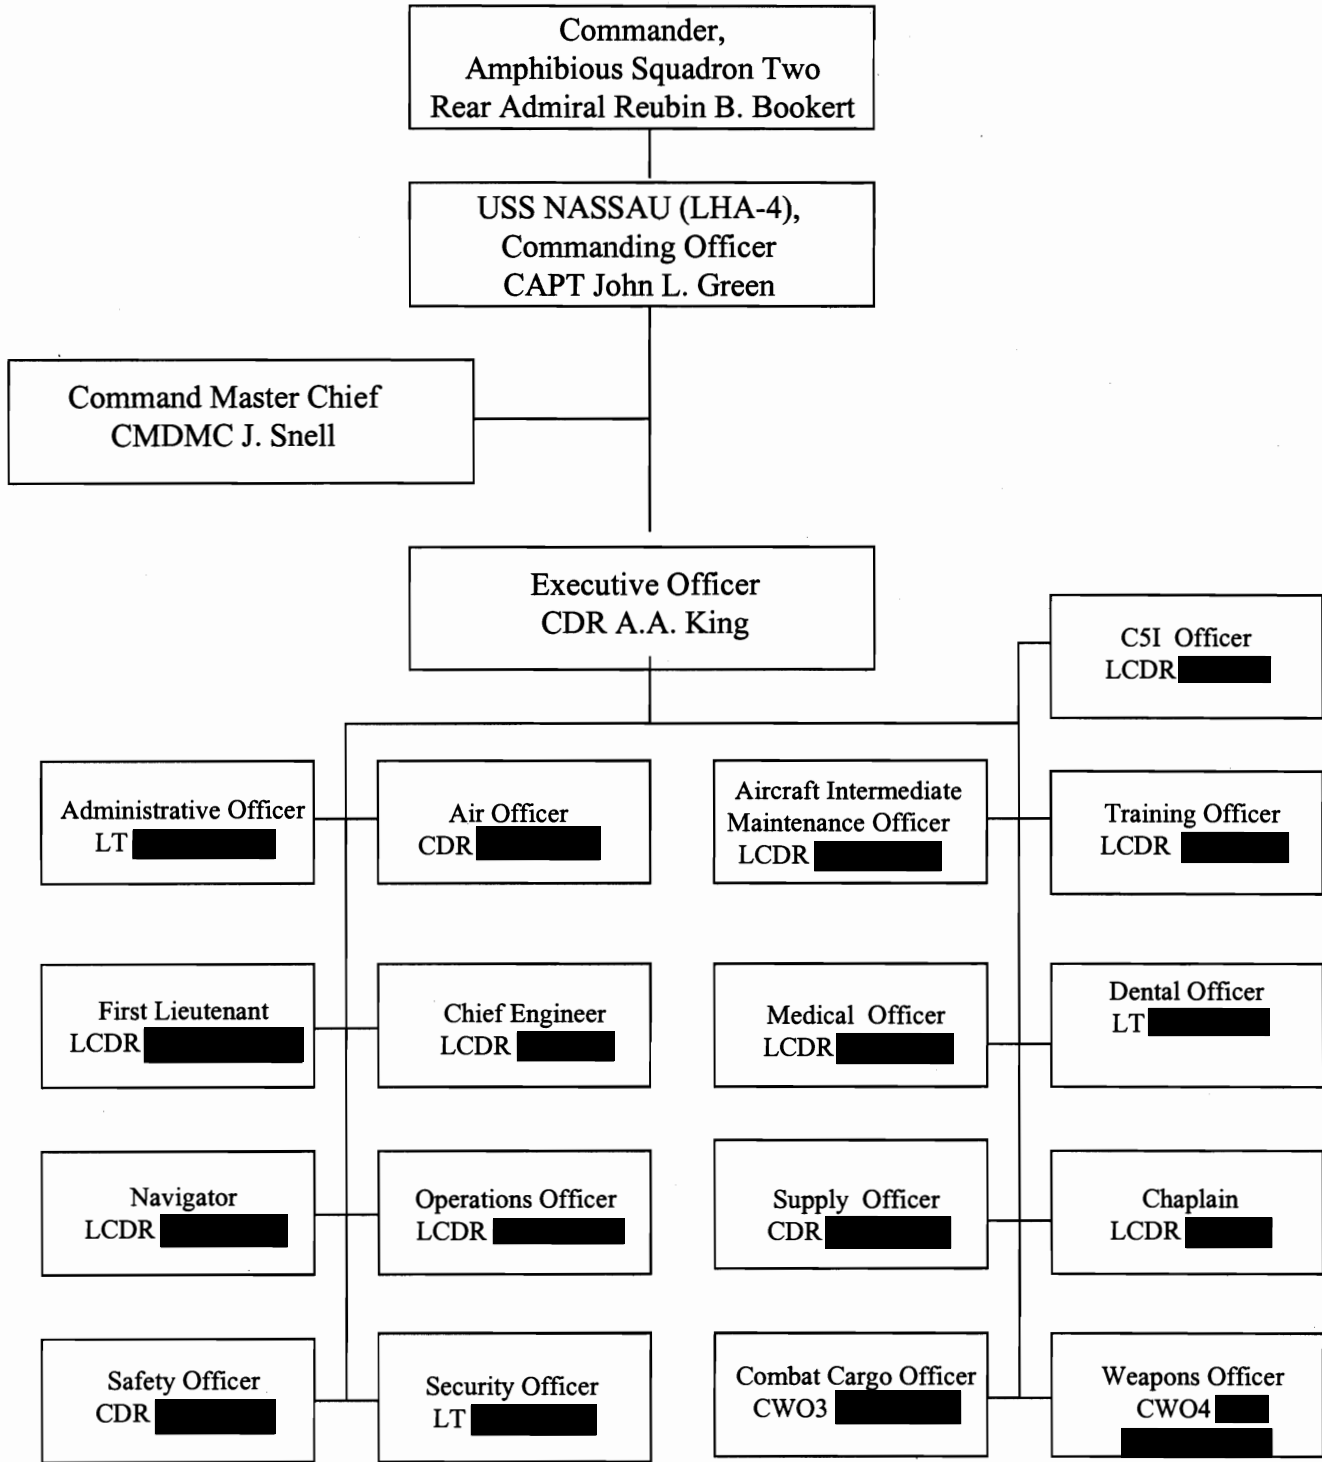 Commander,
Amphibious Squadron Two
Rear Admiral Reubin B. Bookert
USS NASSAU (LHA-4),
Commanding Officer
CAPT John L. Green
Command Master Chief
CMDMC J. Snell
Executive Officer
CDR A.A. King
C5I Officer
LCDR
Administrative Officer
LT
Air Officer
CDR
Aircraft Intermediate
Maintenance Officer
LCDR
Training Officer
LCDR
First Lieutenant
LCDR
Chief Engineer
LCDR
Medical Officer
LCDR
Dental Officer
LT
Navigator
LCDR
Operations Officer
LCDR
Supply Officer
CDR
Chaplain
LCDR
Safety Officer
CDR
Security Officer
LT
Combat Cargo Officer
CWO3
Weapons Officer
CWO4